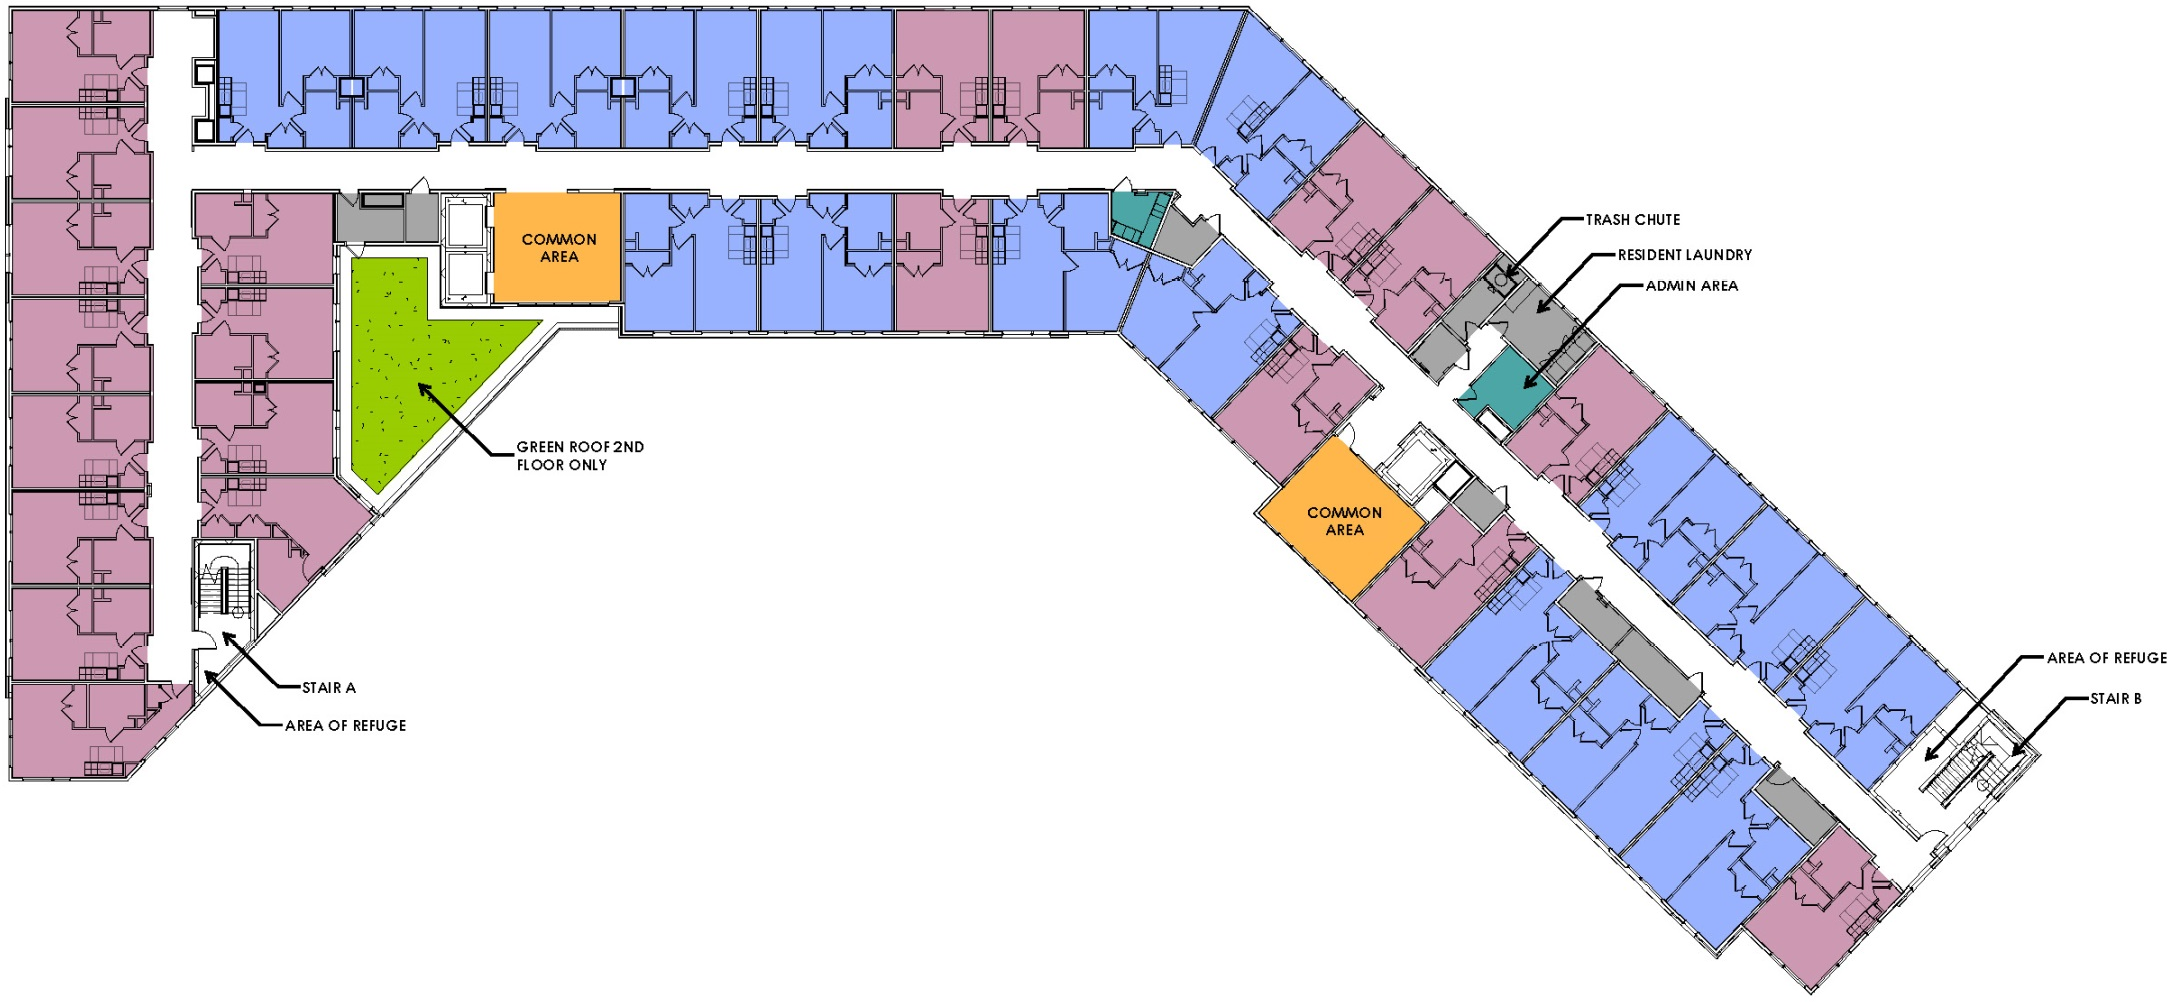 TRASH CHUTE
RESIDENT LAUNDRY
COMMON
AREA
ADMIN AREA
GREEN ROOF 2ND
FLOOR ONLY
COMMON
AREA
AREA OF REFUGE
STAIR A
STAIR B
AREA OF REFUGE